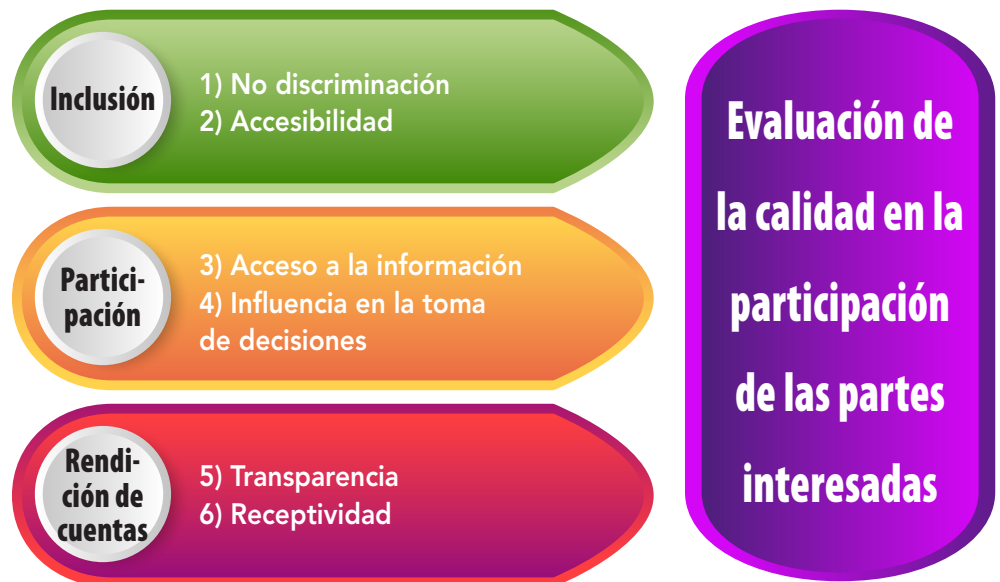 Inclusión
1) No discriminación
2) Accesibilidad
Partici-
pación
3) Acceso a la información
4) Influencia en la toma
de decisiones
Rendi-
ción de
cuentas
5) Transparencia
6) Receptividad
Evaluación de
la calidad en la
participación
de las partes
interesadas